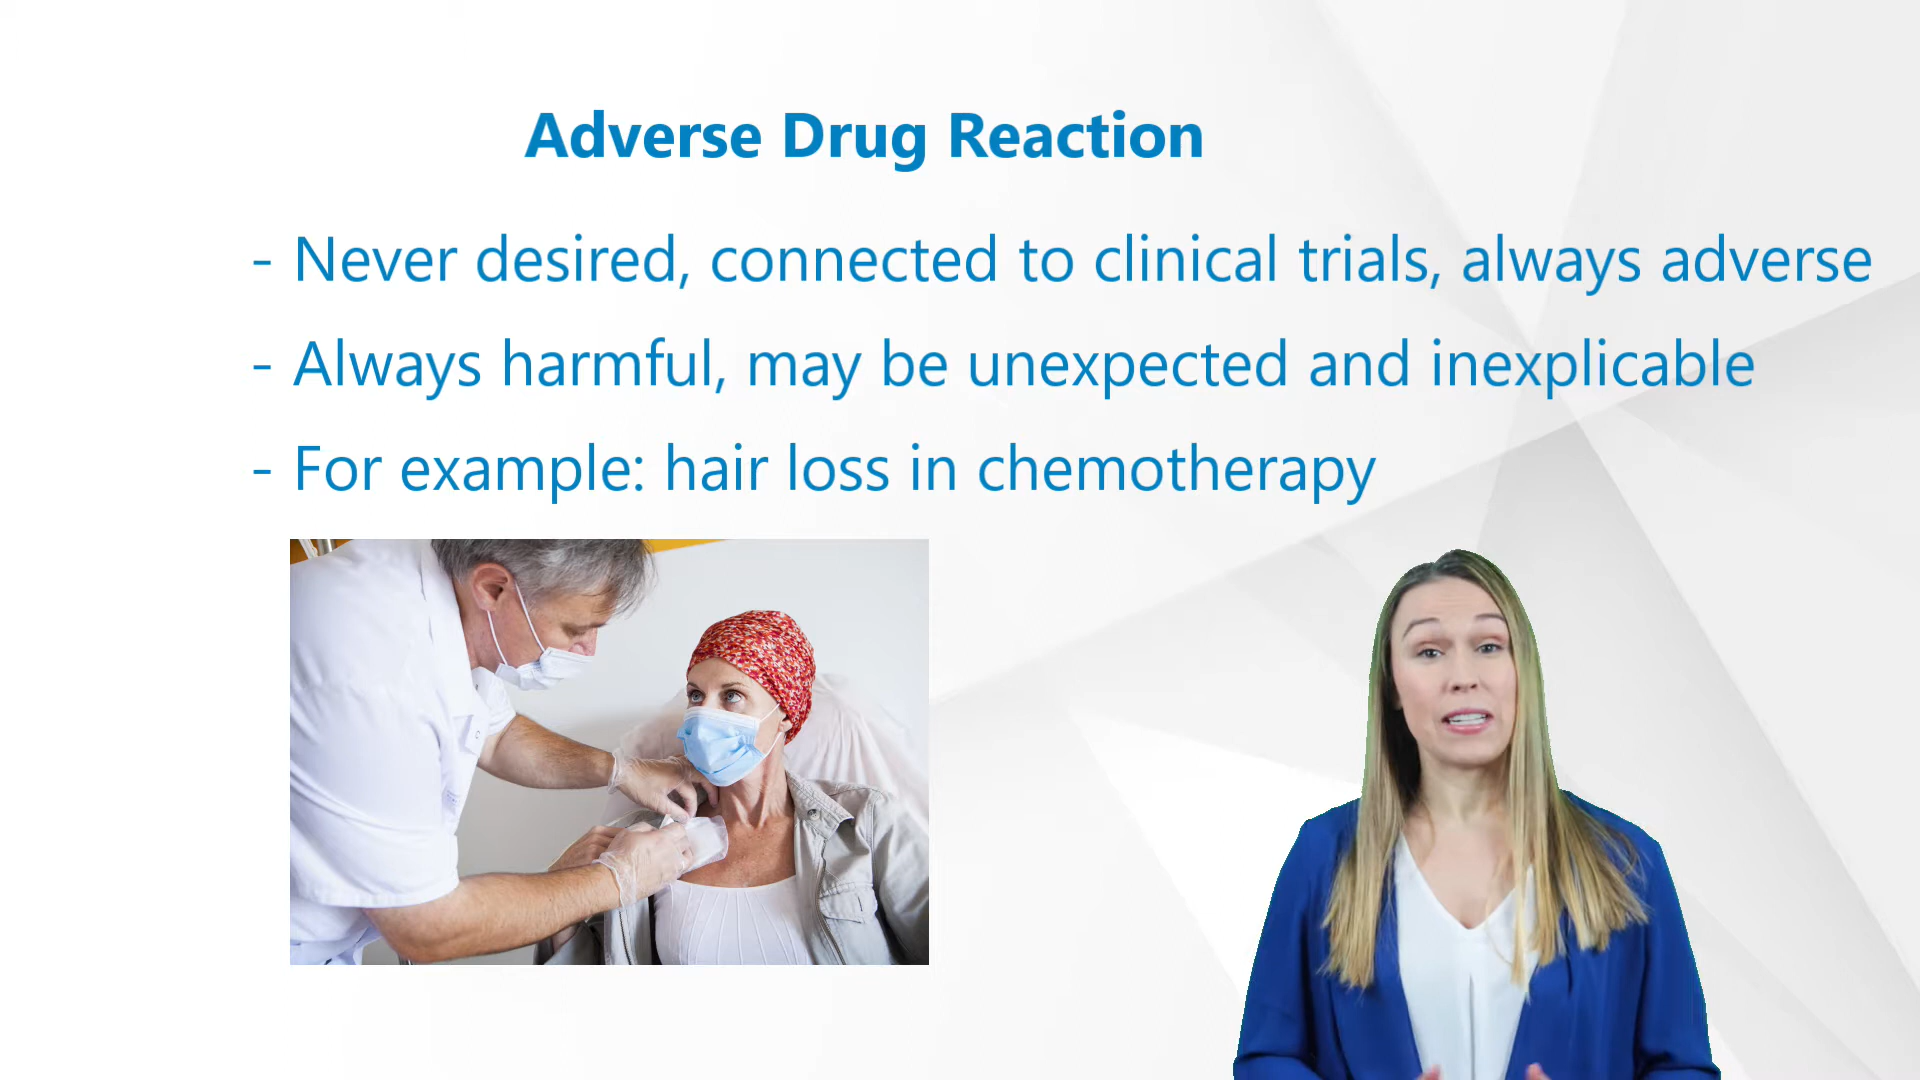 Adverse Drug Reaction
- Never desired, connected to clinical trials, always adverse
- Always harmful, may be unexpected and inexplicable
- For example: hair loss in chemotherapy